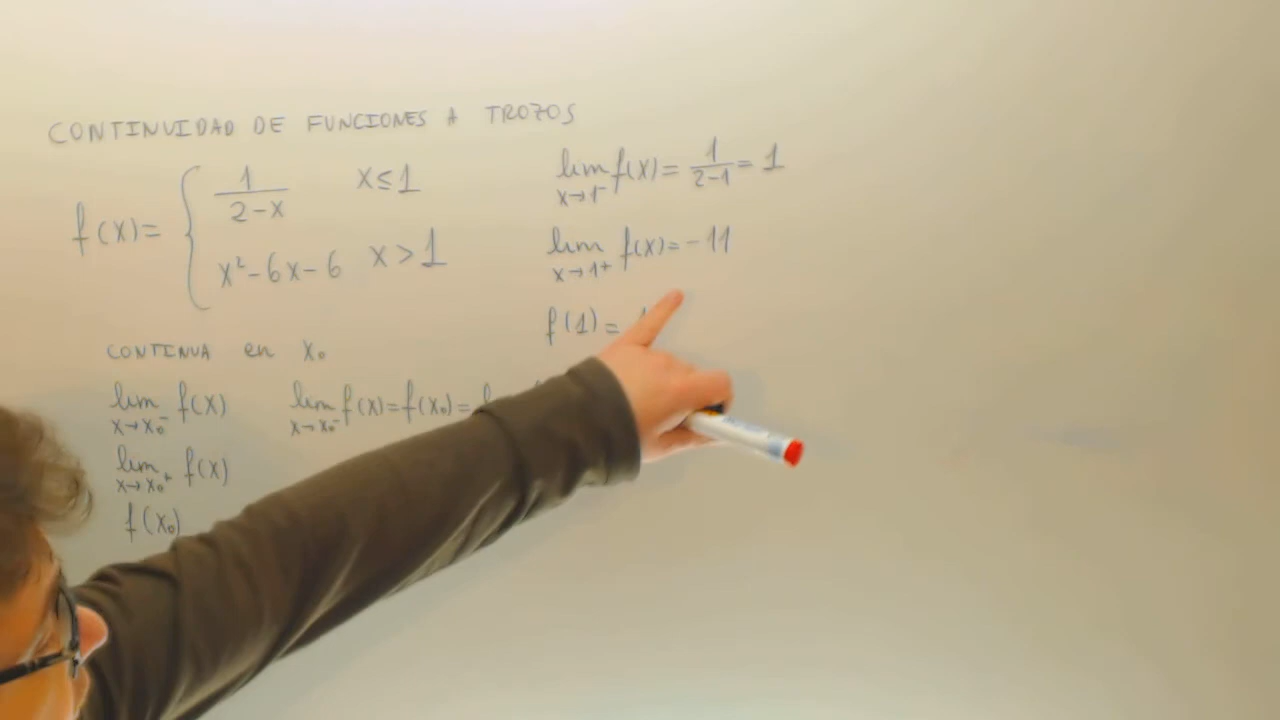 CONTINUIDAD DE FUNCIONES A TROZOS
f(x) = { 1/(2-x) x ≤ 1
x² - 6x - 6 x > 1
lim x→1⁻ f(x) = 1/(2-1) = 1
lim x→1⁺ f(x) = -11
f(1) =
CONTINUA en x₀
lim x→x₀⁻ f(x)
lim x→x₀⁺ f(x)
f(x₀)
lim x→x₀⁻ f(x) = f(x₀) =